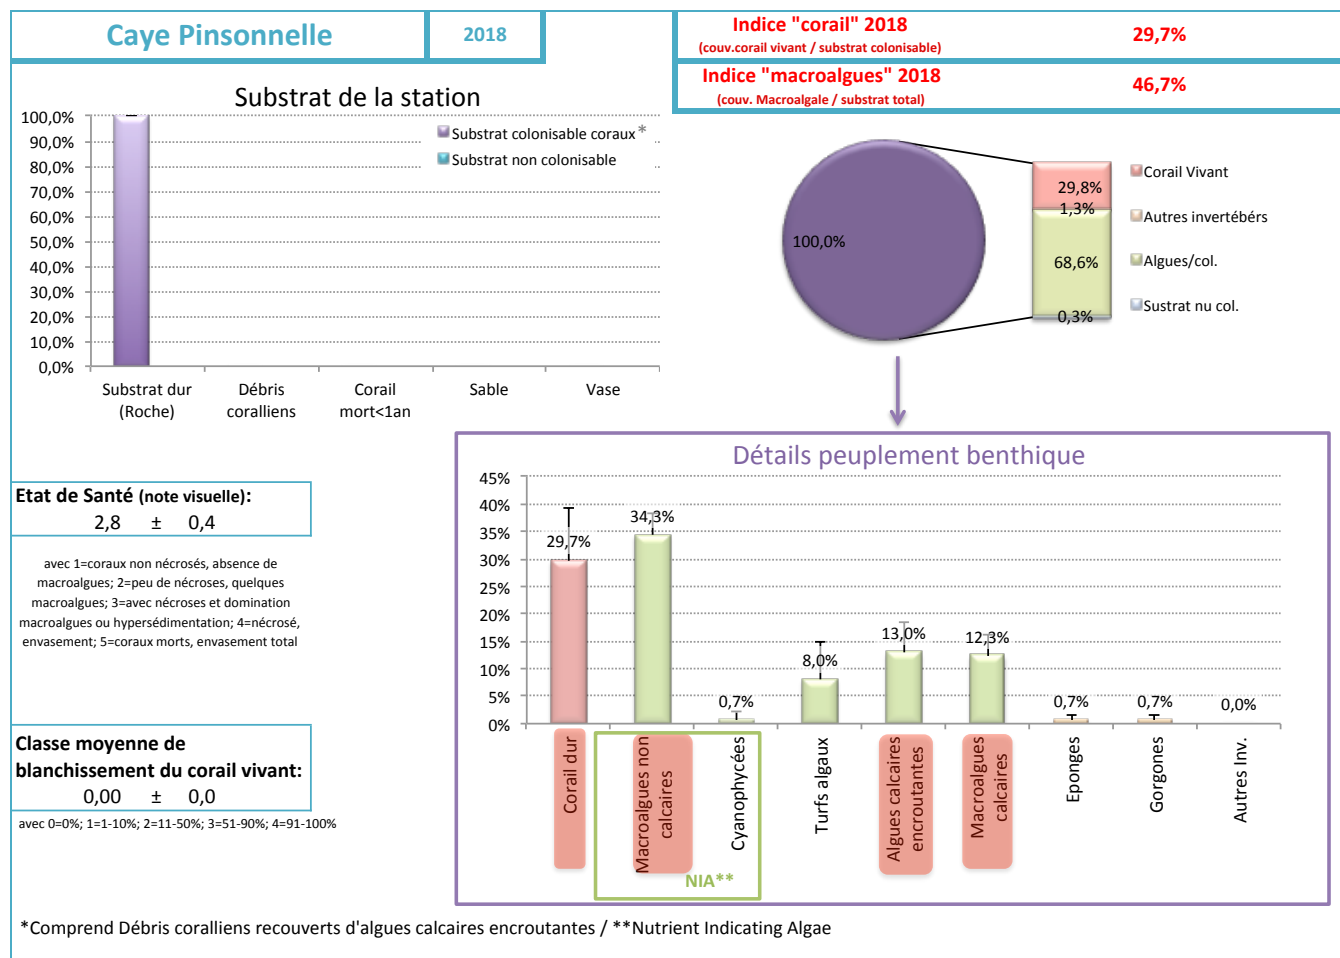 Caye Pinsonnelle
2018
Indice "corail" 2018
(couv.corail vivant / substrat colonisable)
29,7%
Indice "macroalgues" 2018
(couv. Macroalgale / substrat total)
46,7%
Substrat de la station
100,0%
90,0%
80,0%
70,0%
60,0%
50,0%
40,0%
30,0%
20,0%
10,0%
0,0%
Substrat colonisable coraux*
Substrat non colonisable
Substrat dur
(Roche)
Débris
coralliens
Corail
mort<1an
Sable
Vase
100,0%
29,8%
1,3%
68,6%
0,3%
Corail Vivant
Autres invertébérs
Algues/col.
Sustrat nu col.
Etat de Santé (note visuelle):
2,8 ± 0,4
avec 1=coraux non nécrosés, absence de
macroalgues; 2=peu de nécroses, quelques
macroalgues; 3=avec nécroses et domination
macroalgues ou hypersédimentation; 4=nécrosé,
envasement; 5=coraux morts, envasement total
Classe moyenne de
blanchissement du corail vivant:
0,00 ± 0,0
avec 0=0%; 1=1-10%; 2=11-50%; 3=51-90%; 4=91-100%
Détails peuplement benthique
45%
40%
35%
30%
25%
20%
15%
10%
5%
0%
29,7%
34,3%
0,7%
8,0%
13,0%
12,3%
0,7%
0,7%
0,0%
Corail dur
Macroalgues non
calcaires
Cyanophycées
Turfs algaux
Algues calcaires
encroutantes
Macroalgues
calcaires
Eponges
Gorgones
Autres Inv.
NIA**
*Comprend Débris coralliens recouverts d'algues calcaires encroutantes / **Nutrient Indicating Algae